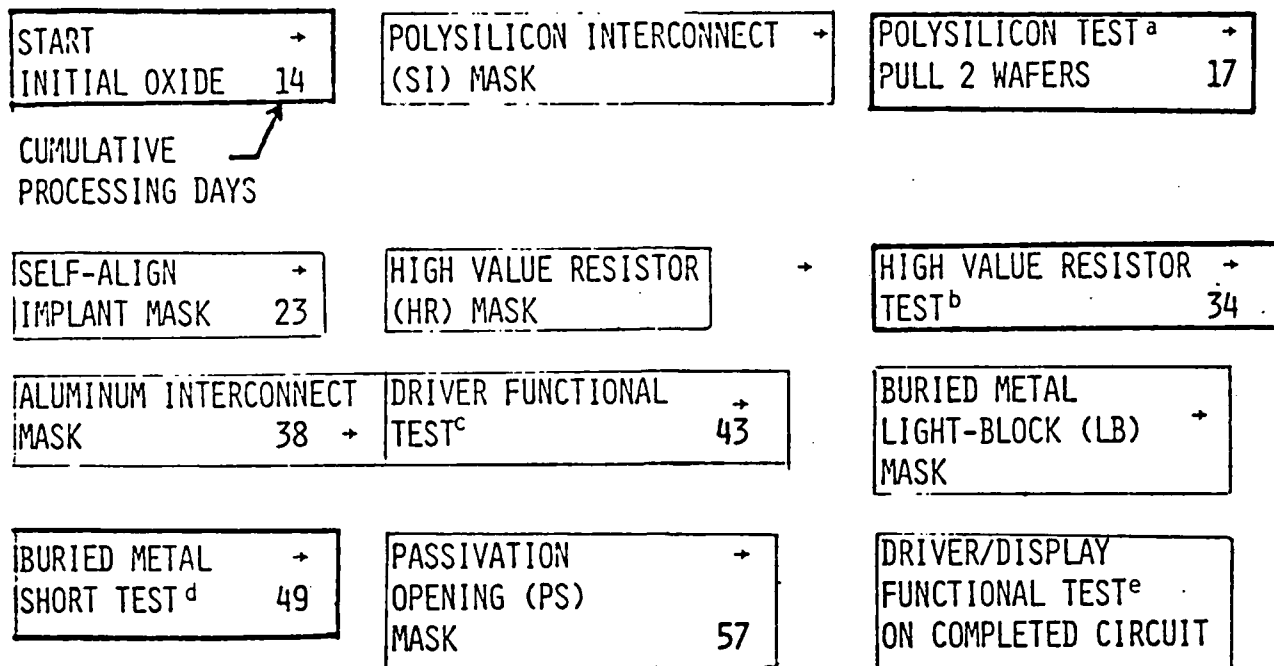 START →
INITIAL OXIDE 14
CUMULATIVE
PROCESSING DAYS
POLYSILICON INTERCONNECT →
(SI) MASK
POLYSILICON TEST a →
PULL 2 WAFERS 17
SELF-ALIGN →
IMPLANT MASK 23
HIGH VALUE RESISTOR →
(HR) MASK
HIGH VALUE RESISTOR →
TEST b 34
ALUMINUM INTERCONNECT
MASK 38 →
DRIVER FUNCTIONAL →
TEST c 43
BURIED METAL
LIGHT-BLOCK (LB) →
MASK
BURIED METAL →
SHORT TEST d 49
PASSIVATION →
OPENING (PS)
MASK 57
DRIVER/DISPLAY
FUNCTIONAL TEST e
ON COMPLETED CIRCUIT